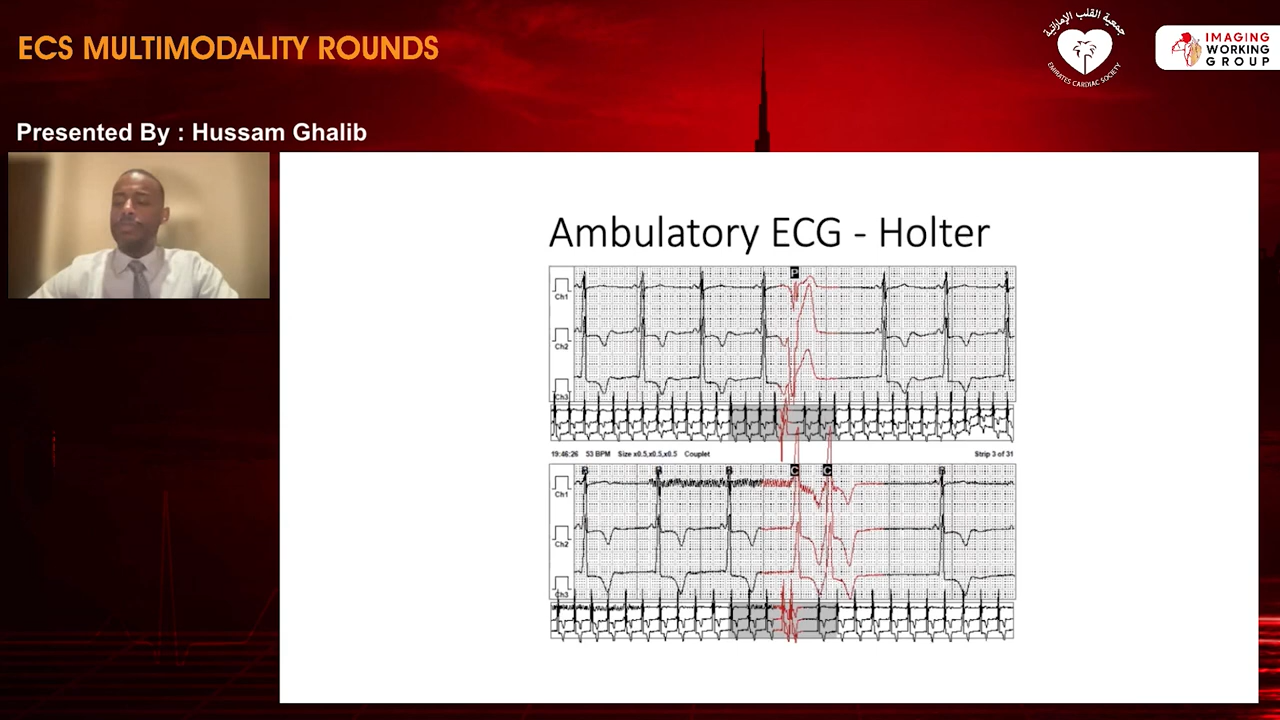 ECS MULTIMODALITY ROUNDS
جمعية القلب الإماراتية
EMIRATES CARDIAC SOCIETY
IMAGING
WORKING
GROUP
Presented By : Hussam Ghalib
Ambulatory ECG - Holter
P
Ch1
Ch2
Ch3
19:46:26 53 BPM Size x0.5,x0.5,x0.5 Couplet Strip 3 of 31
C C
Ch1
Ch2
Ch3